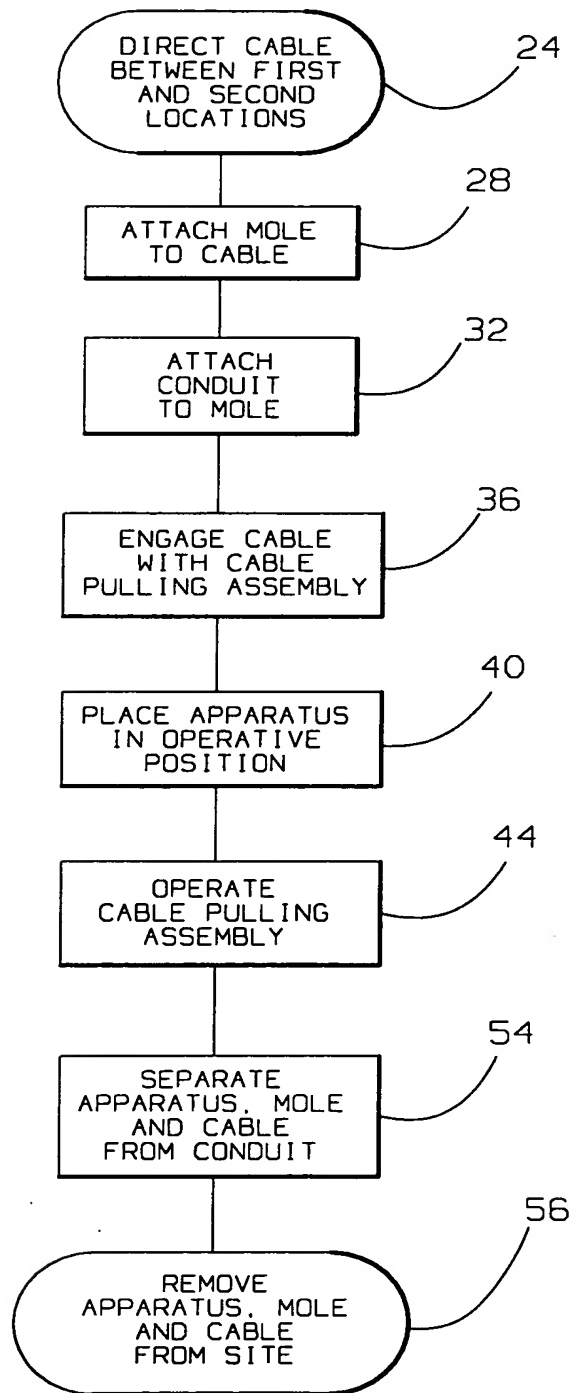 DIRECT CABLE
BETWEEN FIRST
AND SECOND
LOCATIONS
24
ATTACH MOLE
TO CABLE
28
ATTACH
CONDUIT
TO MOLE
32
ENGAGE CABLE
WITH CABLE
PULLING ASSEMBLY
36
PLACE APPARATUS
IN OPERATIVE
POSITION
40
OPERATE
CABLE PULLING
ASSEMBLY
44
SEPARATE
APPARATUS, MOLE
AND CABLE
FROM CONDUIT
54
REMOVE
APPARATUS, MOLE
AND CABLE
FROM SITE
56